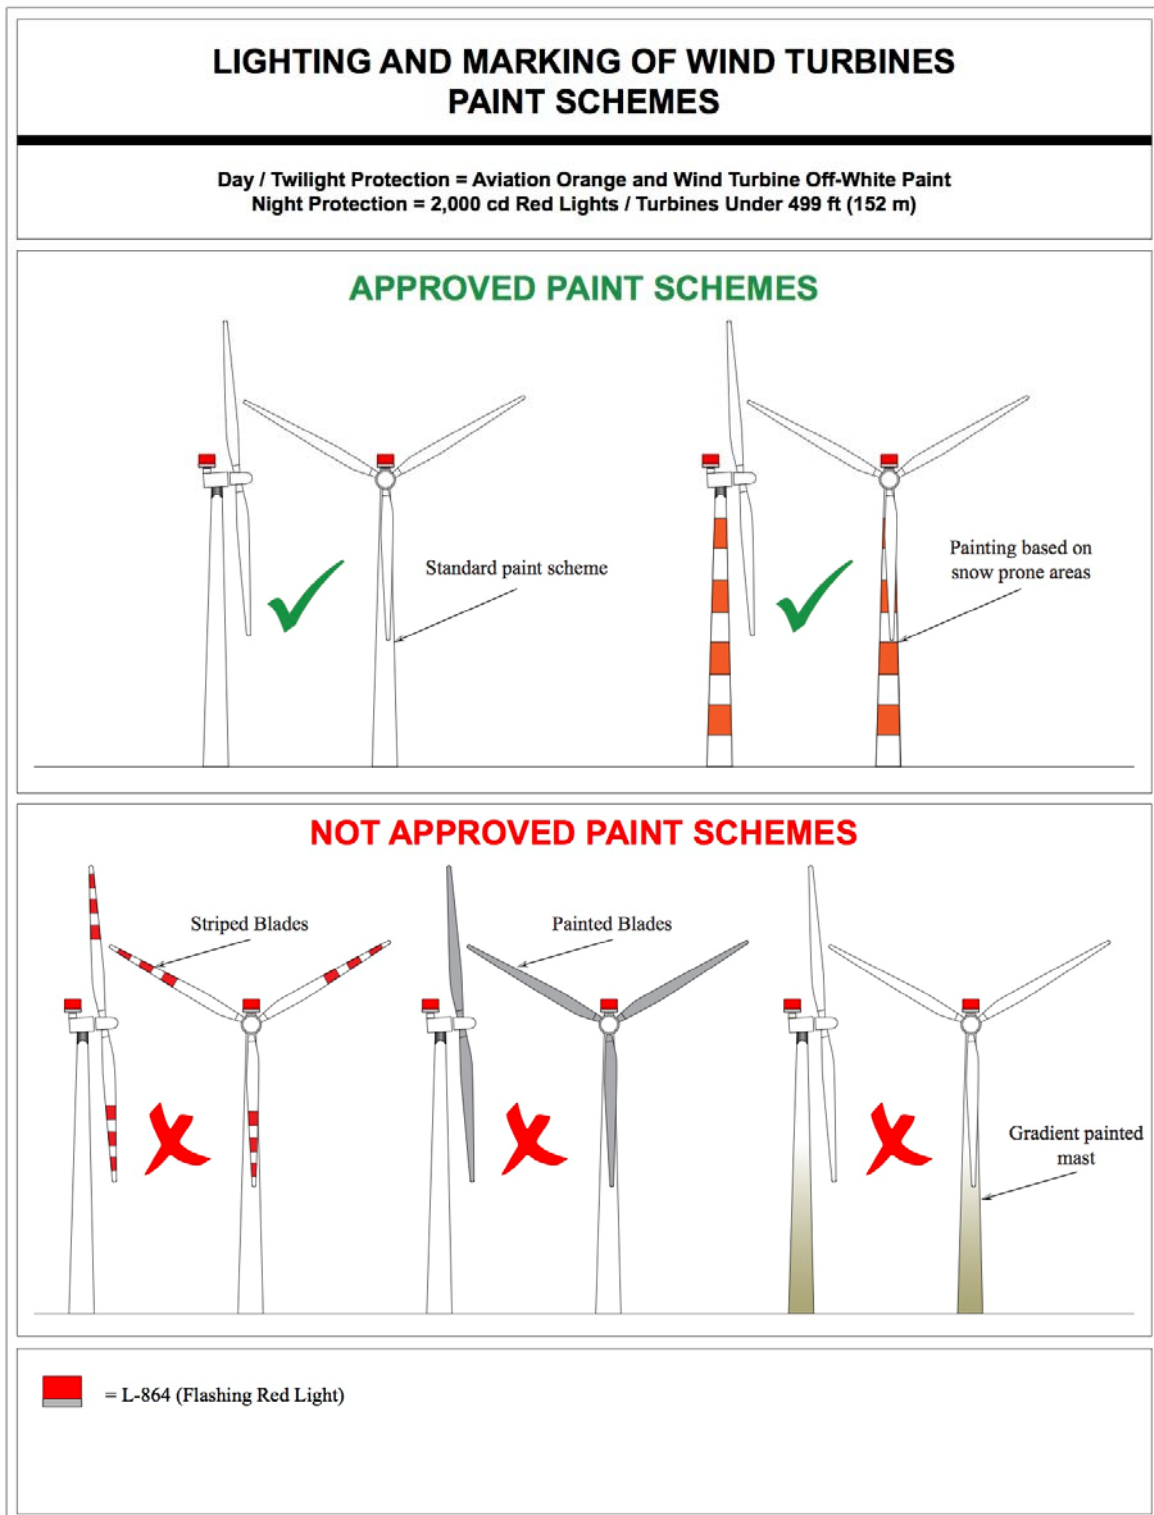 LIGHTING AND MARKING OF WIND TURBINES
PAINT SCHEMES
Day / Twilight Protection = Aviation Orange and Wind Turbine Off-White Paint
Night Protection = 2,000 cd Red Lights / Turbines Under 499 ft (152 m)
APPROVED PAINT SCHEMES
Standard paint scheme
Painting based on
snow prone areas
NOT APPROVED PAINT SCHEMES
Striped Blades
Painted Blades
Gradient painted
mast
= L-864 (Flashing Red Light)